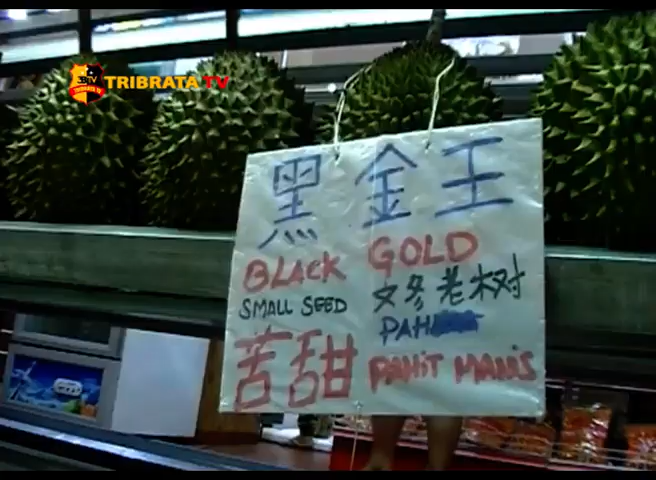 TRIBRATA TV
黑金王
BLACK GOLD
SMALL SEED
文冬老树
PAH
苦甜
PAHIT MANIS